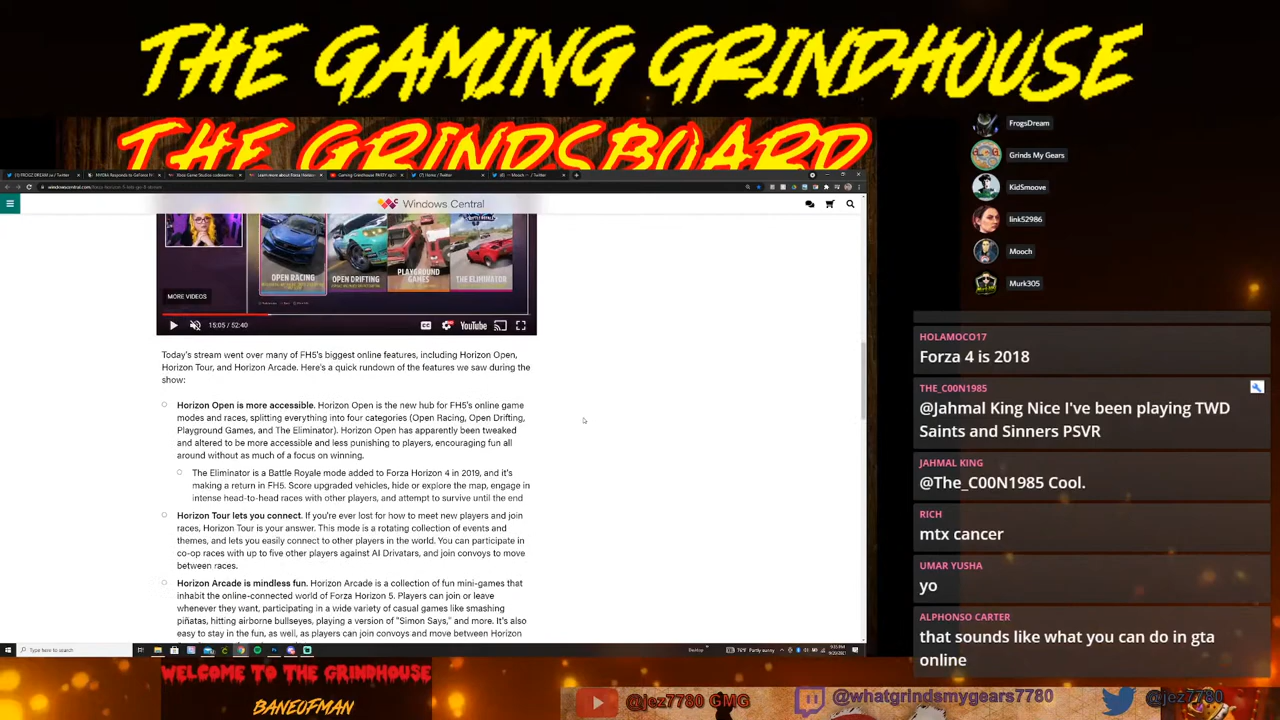 THE GAMING GRINDHOUSE
THE GRINDSBOARD
FrogsDream
Grinds My Gears
KidSmoove
link52986
Mooch
Murk305
Windows Central
OPEN RACING
OPEN DRIFTING
PLAYGROUND GAMES
THE ELIMINATOR
MORE VIDEOS
15:05 / 52:40
CC
YouTube
Today's stream went over many of FH5's biggest online features, including Horizon Open,
Horizon Tour, and Horizon Arcade. Here's a quick rundown of the features we saw during the
show:
Horizon Open is more accessible. Horizon Open is the new hub for FH5's online game
modes and races, splitting everything into four categories (Open Racing, Open Drifting,
Playground Games, and The Eliminator). Horizon Open has apparently been tweaked
and altered to be more accessible and less punishing to players, encouraging fun all
around without as much of a focus on winning.
The Eliminator is a Battle Royale mode added to Forza Horizon 4 in 2019, and it's
making a return in FH5. Score upgraded vehicles, hide or explore the map, engage in
intense head-to-head races with other players, and attempt to survive until the end
Horizon Tour lets you connect. If you're ever lost for how to meet new players and join
races, Horizon Tour is your answer. This mode is a rotating collection of events and
themes, and lets you easily connect to other players in the world. You can participate in
co-op races with up to five other players against AI Drivatars, and join convoys to move
between races.
Horizon Arcade is mindless fun. Horizon Arcade is a collection of fun mini-games that
inhabit the online-connected world of Forza Horizon 5. Players can join or leave
whenever they want, participating in a wide variety of casual games like smashing
piñatas, hitting airborne bullseyes, playing a version of "Simon Says," and more. It's also
easy to stay in the fun, as well, as players can join convoys and move between Horizon
Type here to search
HOLAMOCO17
Forza 4 is 2018
THE_C00N1985
@Jahmal King Nice I've been playing TWD
Saints and Sinners PSVR
JAHMAL KING
@The_C00N1985 Cool.
RICH
mtx cancer
UMAR YUSHA
yo
ALPHONSO CARTER
that sounds like what you can do in gta
online
WELCOME TO THE GRINDHOUSE
BANEOFMAN
@jez7780 GMG
@whatgrindsmygears7780
@jez7780